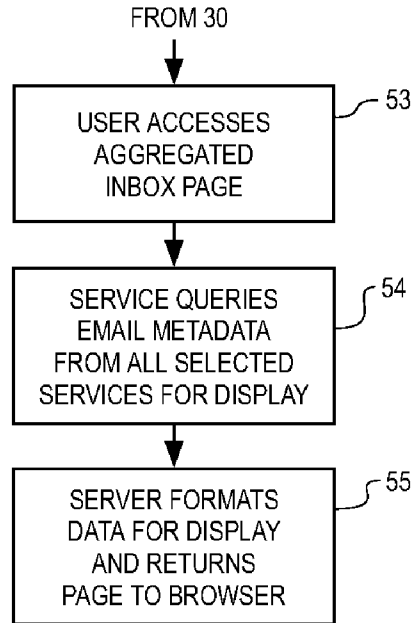 FROM 30
53
USER ACCESSES
AGGREGATED
INBOX PAGE
54
SERVICE QUERIES
EMAIL METADATA
FROM ALL SELECTED
SERVICES FOR DISPLAY
55
SERVER FORMATS
DATA FOR DISPLAY
AND RETURNS
PAGE TO BROWSER